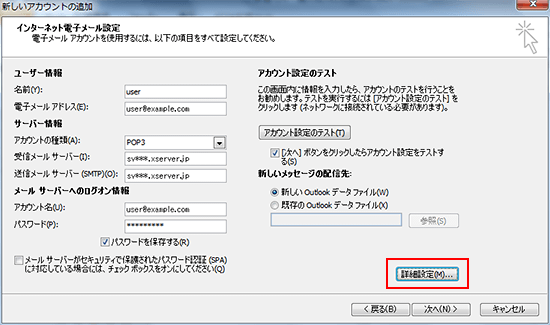 新しいアカウントの追加
インターネット電子メール設定
電子メール アカウントを使用するには、以下の項目をすべて設定してください。
ユーザー情報
名前(Y):
user
電子メール アドレス(E):
user@example.com
サーバー情報
アカウントの種類(A):
POP3
受信メール サーバー(I):
sv***.xserver.jp
送信メール サーバー (SMTP)(O):
sv***.xserver.jp
メール サーバーへのログオン情報
アカウント名(U):
user@example.com
パスワード(P):
*********
パスワードを保存する(R)
メール サーバーがセキュリティで保護されたパスワード認証 (SPA)
に対応している場合には、チェック ボックスをオンにしてください(Q)
アカウント設定のテスト
この画面内に情報を入力したら、アカウントのテストを行うことを
お勧めします。テストを実行するには [アカウント設定のテスト] を
クリックします (ネットワークに接続されている必要があります)。
アカウント設定のテスト(T)
[次へ] ボタンをクリックしたらアカウント設定をテストす
る(S)
新しいメッセージの配信先:
新しい Outlook データ ファイル(W)
既存の Outlook データ ファイル(X)
参照(S)
詳細設定(M)...
< 戻る(B)
次へ(N) >
キャンセル